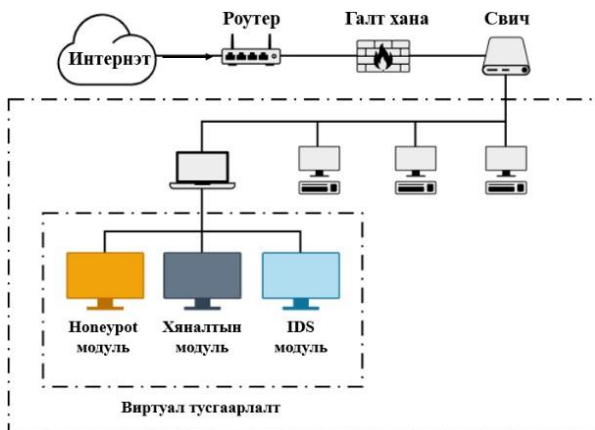 Роутер
Галт хана
Свич
Интернэт
Honeypot
модуль
Хяналтын
модуль
IDS
модуль
Виртуал тусгаарлалт